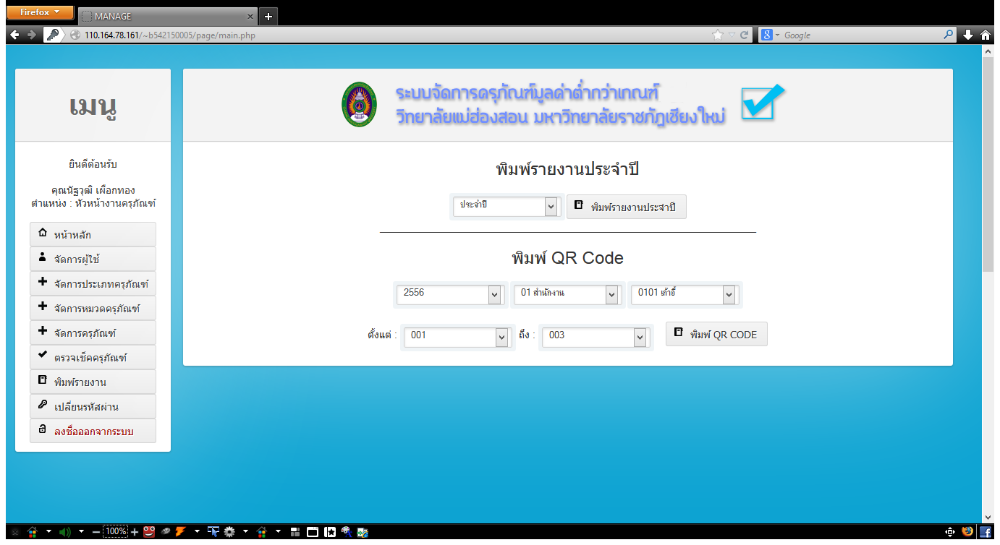 Firefox
MANAGE
110.164.78.161/~b542150005/page/main.php
Google
เมนู
ยินดีต้อนรับ
คุณนัฐวุฒิ เผือกทอง
ตำแหน่ง : หัวหน้างานครุภัณฑ์
หน้าหลัก
จัดการผู้ใช้
จัดการประเภทครุภัณฑ์
จัดการหมวดครุภัณฑ์
จัดการครุภัณฑ์
ตรวจเช็คครุภัณฑ์
พิมพ์รายงาน
เปลี่ยนรหัสผ่าน
ลงชื่อออกจากระบบ
ระบบจัดการครุภัณฑ์มูลค่าต่ำกว่าเกณฑ์
วิทยาลัยแม่ฮ่องสอน มหาวิทยาลัยราชภัฏเชียงใหม่
พิมพ์รายงานประจำปี
ประจำปี พิมพ์รายงานประจำปี
พิมพ์ QR Code
2556 01 สำนักงาน 0101 เก้าอี้
ตั้งแต่ : 001 ถึง : 003 พิมพ์ QR CODE
100%